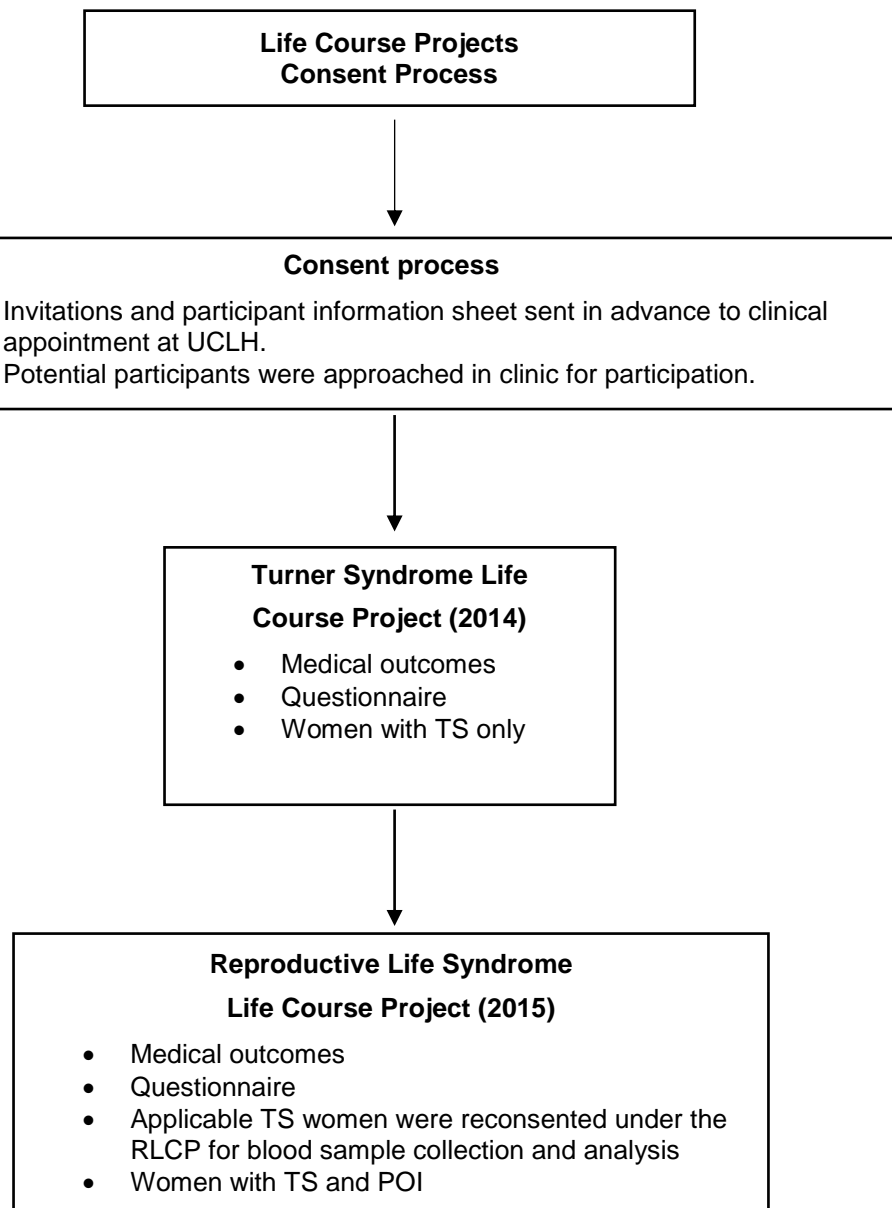 Life Course Projects
Consent Process
Consent process
Invitations and participant information sheet sent in advance to clinical
appointment at UCLH.
Potential participants were approached in clinic for participation.
Turner Syndrome Life
Course Project (2014)
• Medical outcomes
• Questionnaire
• Women with TS only
Reproductive Life Syndrome
Life Course Project (2015)
• Medical outcomes
• Questionnaire
• Applicable TS women were reconsented under the
RLCP for blood sample collection and analysis
• Women with TS and POI